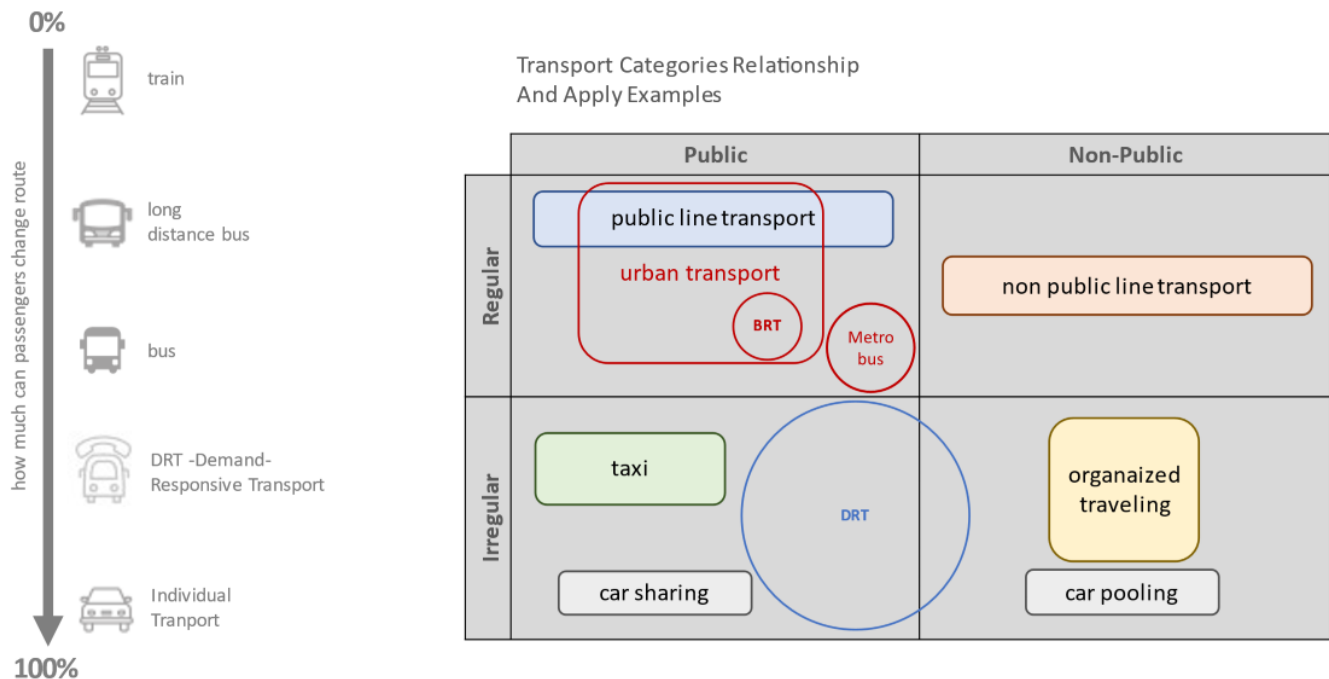 0%
train
long
distance bus
bus
DRT -Demand-
Responsive Transport
Individual
Tranport
100%
how much can passengers change route
Transport Categories Relationship
And Apply Examples
Public
Non-Public
Regular
public line transport
urban transport
BRT
Metro
bus
non public line transport
Irregular
taxi
DRT
car sharing
organaized
traveling
car pooling